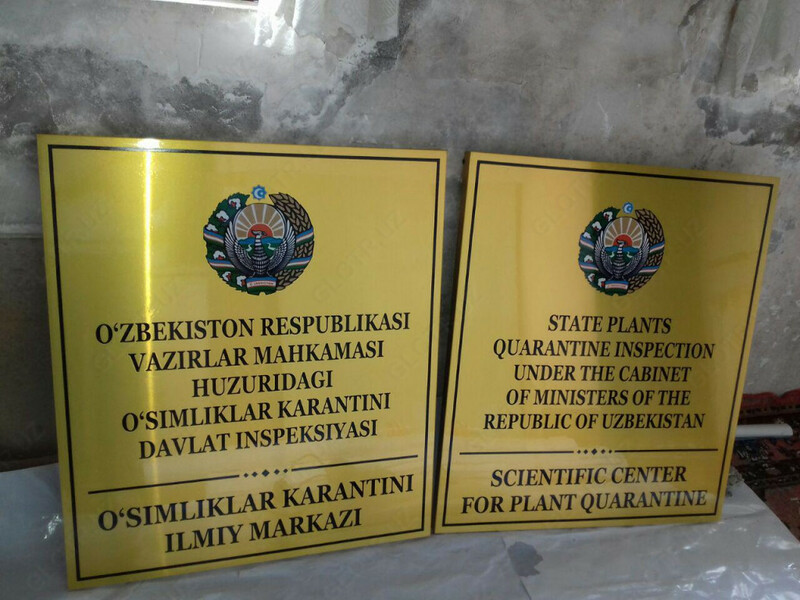 O‘ZBEKISTON RESPUBLIKASI
VAZIRLAR MAHKAMASI
HUZURIDAGI
O‘SIMLIKLAR KARANTINI
DAVLAT INSPEKSIYASI
O‘SIMLIKLAR KARANTINI
ILMIY MARKAZI
STATE PLANTS
QUARANTINE INSPECTION
UNDER THE CABINET
OF MINISTERS OF THE
REPUBLIC OF UZBEKISTAN
SCIENTIFIC CENTER
FOR PLANT QUARANTINE